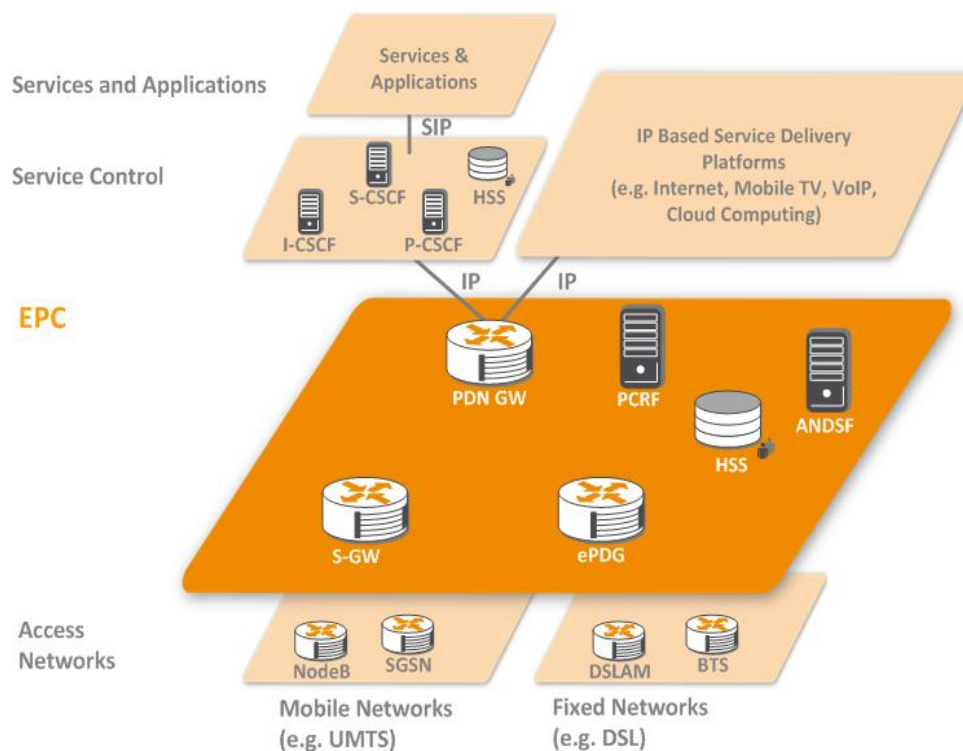 Services and Applications
Services &
Applications
SIP
IP Based Service Delivery
Platforms
(e.g. Internet, Mobile TV, VoIP,
Cloud Computing)
Service Control
S-CSCF
HSS
I-CSCF
P-CSCF
IP
IP
EPC
PDN GW
PCRF
ANDSF
HSS
S-GW
ePDG
Access
Networks
NodeB
SGSN
DSLAM
BTS
Mobile Networks
(e.g. UMTS)
Fixed Networks
(e.g. DSL)